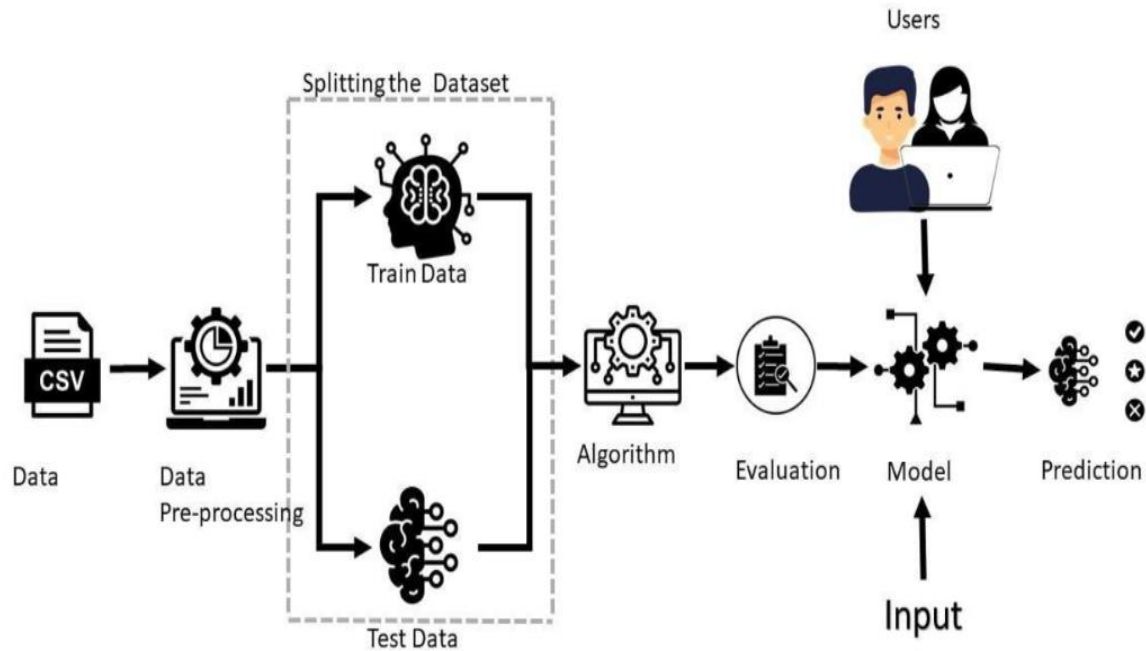 Users
Splitting the Dataset
Train Data
CSV
Data
Data
Pre-processing
Test Data
Algorithm
Evaluation
Model
Prediction
Input